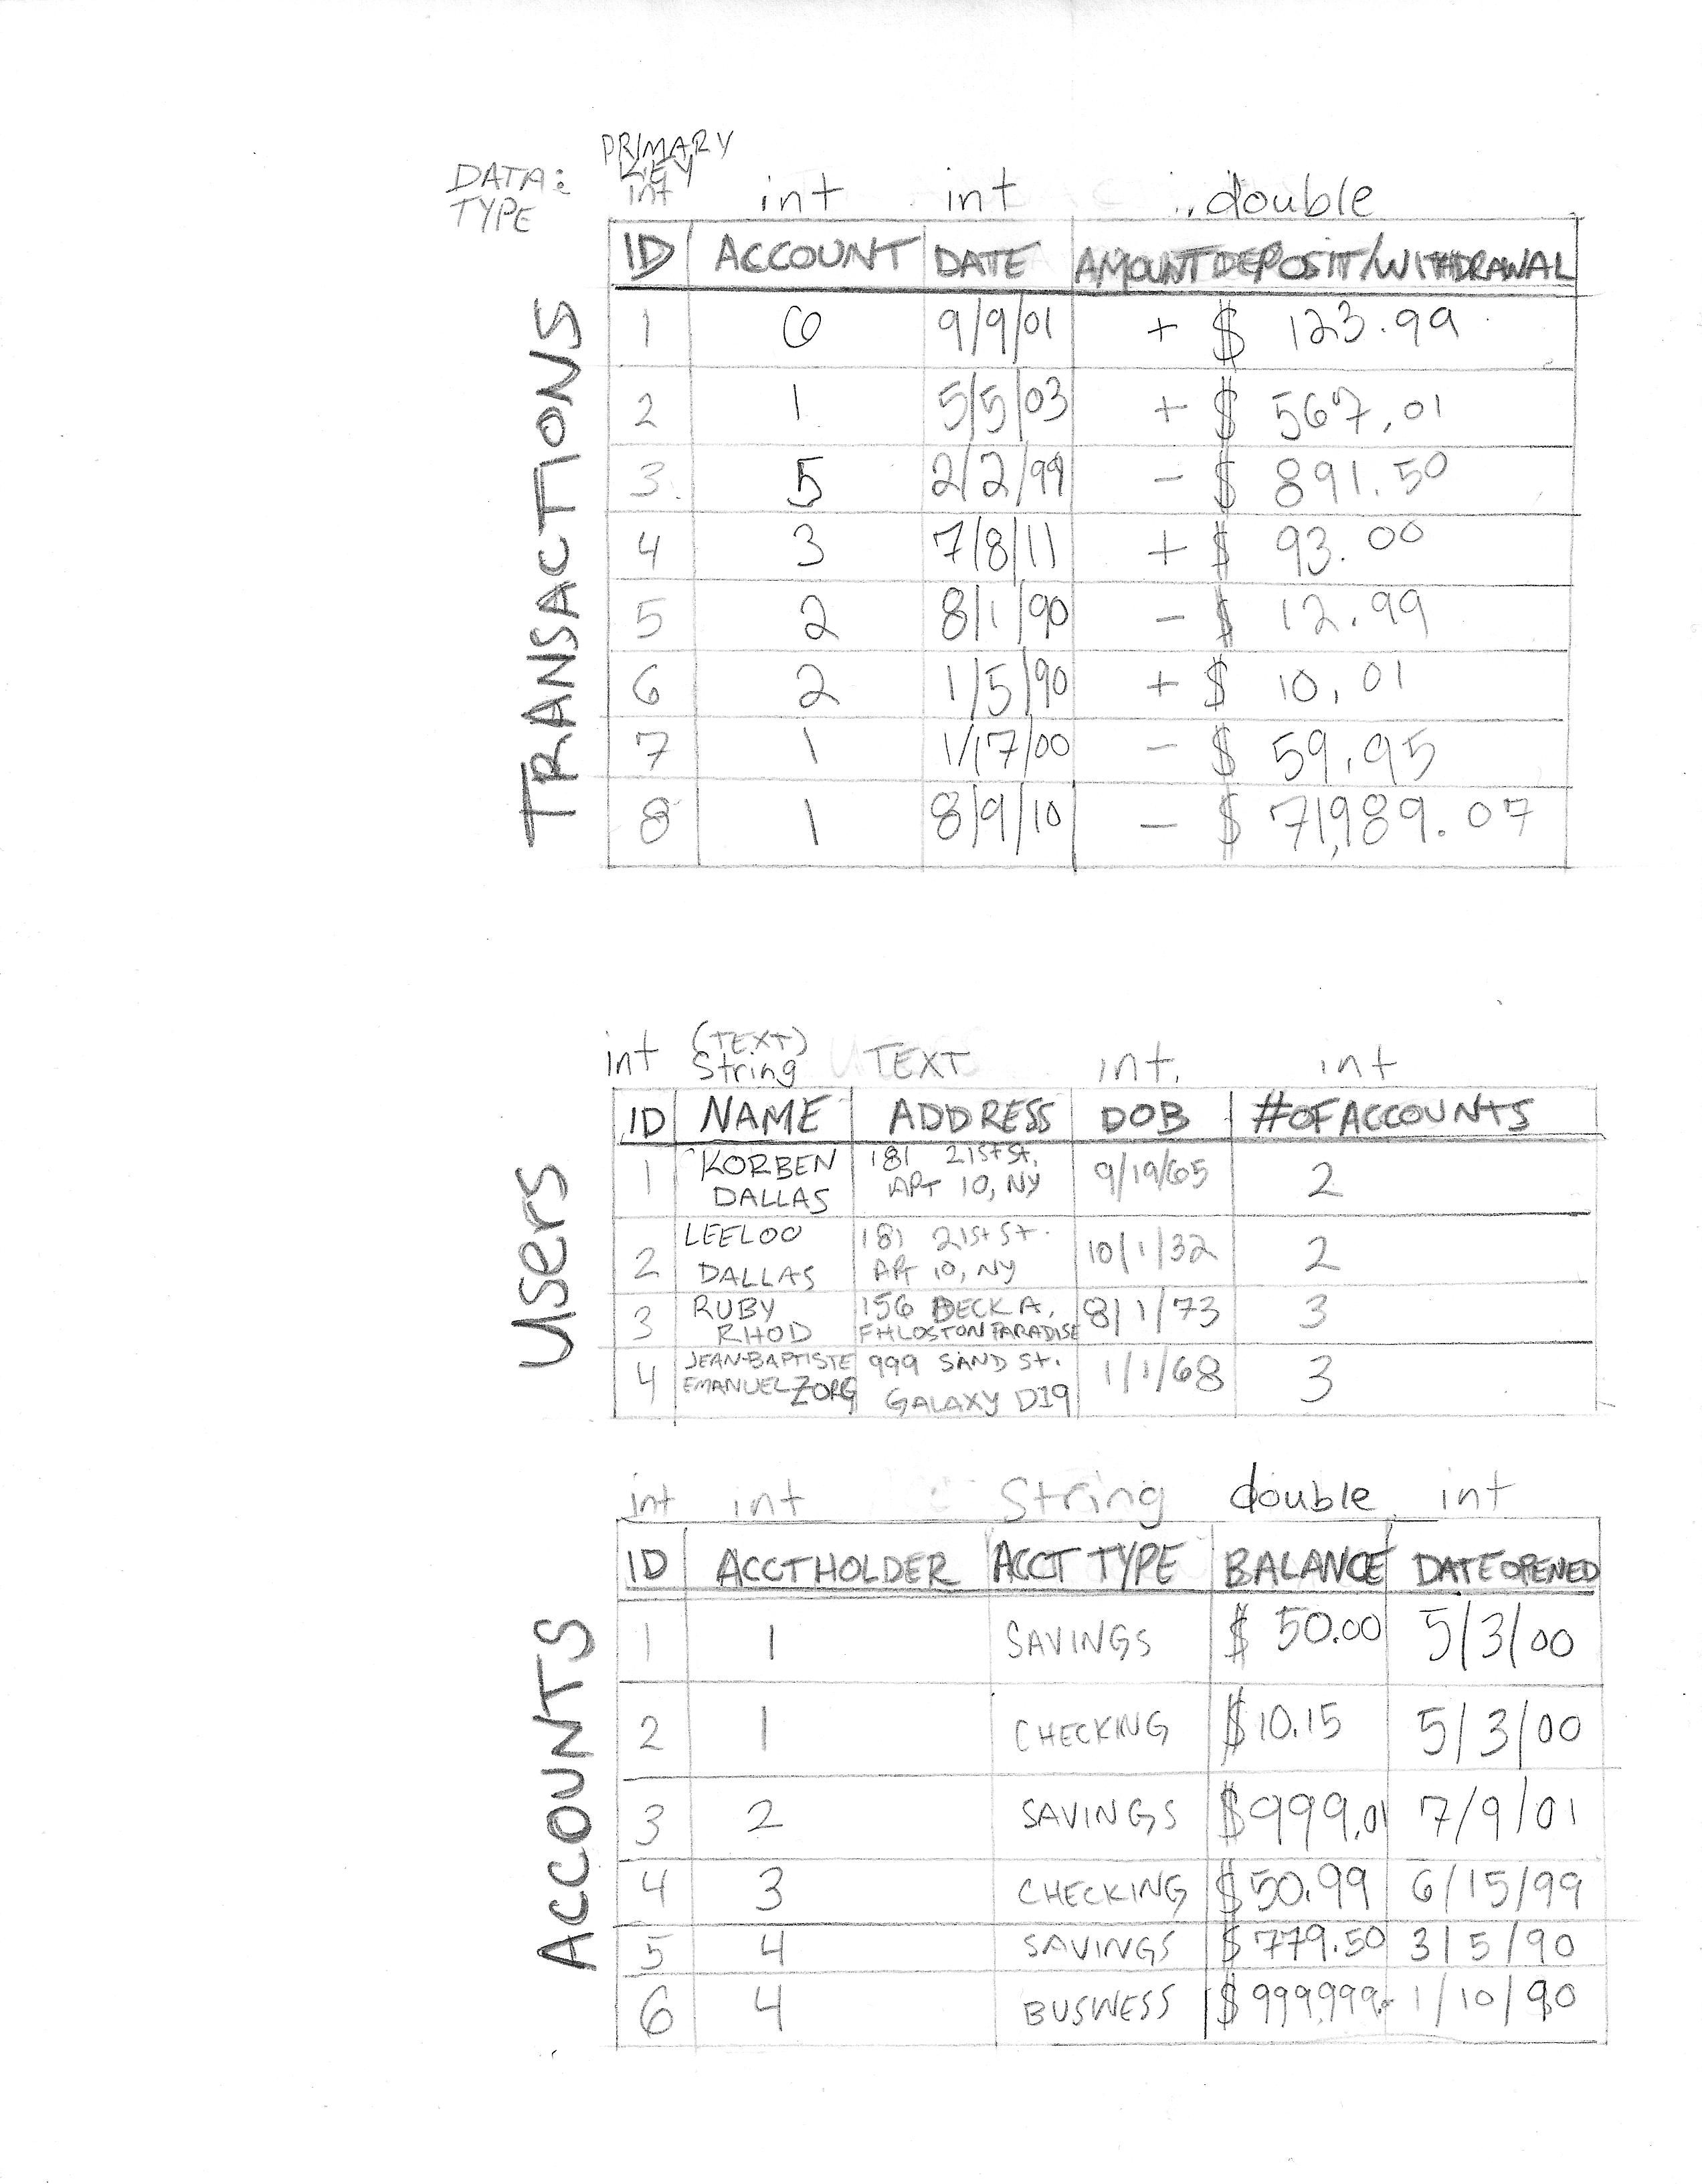 PRIMARY
DATA: KEY
TYPE int int int double
ID ACCOUNT DATE AMOUNT DEPOSIT/WITHDRAWAL
TRANSACTIONS
1 6 9/9/01 + $ 123.99
2 1 5/5/03 + $ 567.01
3 5 2/2/99 - $ 891.50
4 3 7/8/11 + $ 93.00
5 2 8/1/90 - $ 12.99
6 2 1/5/90 + $ 10.01
7 1 1/17/00 - $ 59.95
8 1 8/9/10 - $ 71,989.07
(TEXT)
int String TEXT int. int
ID NAME ADDRESS DOB #OF ACCOUNTS
Users
1 KORBEN 181 21st St, 9/19/65 2
DALLAS APT 10, NY
LEELOO 181 21st St.
2 DALLAS APT 10, NY 10/1/32 2
3 RUBY 156 DECK A, 8/1/73 3
RHOD FHLOSTON PARADISE
JEAN-BAPTISTE 999 SAND St. 1/1/68
4 EMANUEL ZORG GALAXY D19 3
int int String double int
ID ACCT HOLDER ACCT TYPE BALANCE DATE OPENED
ACCOUNTS
1 1 SAVINGS $ 50.00 5/3/00
2 1 CHECKING $10.15 5/3/00
3 2 SAVINGS $999.01 7/9/01
4 3 CHECKING $50.99 6/15/99
5 4 SAVINGS $779.50 3/5/90
6 4 BUSINESS $999,999. 1/10/90